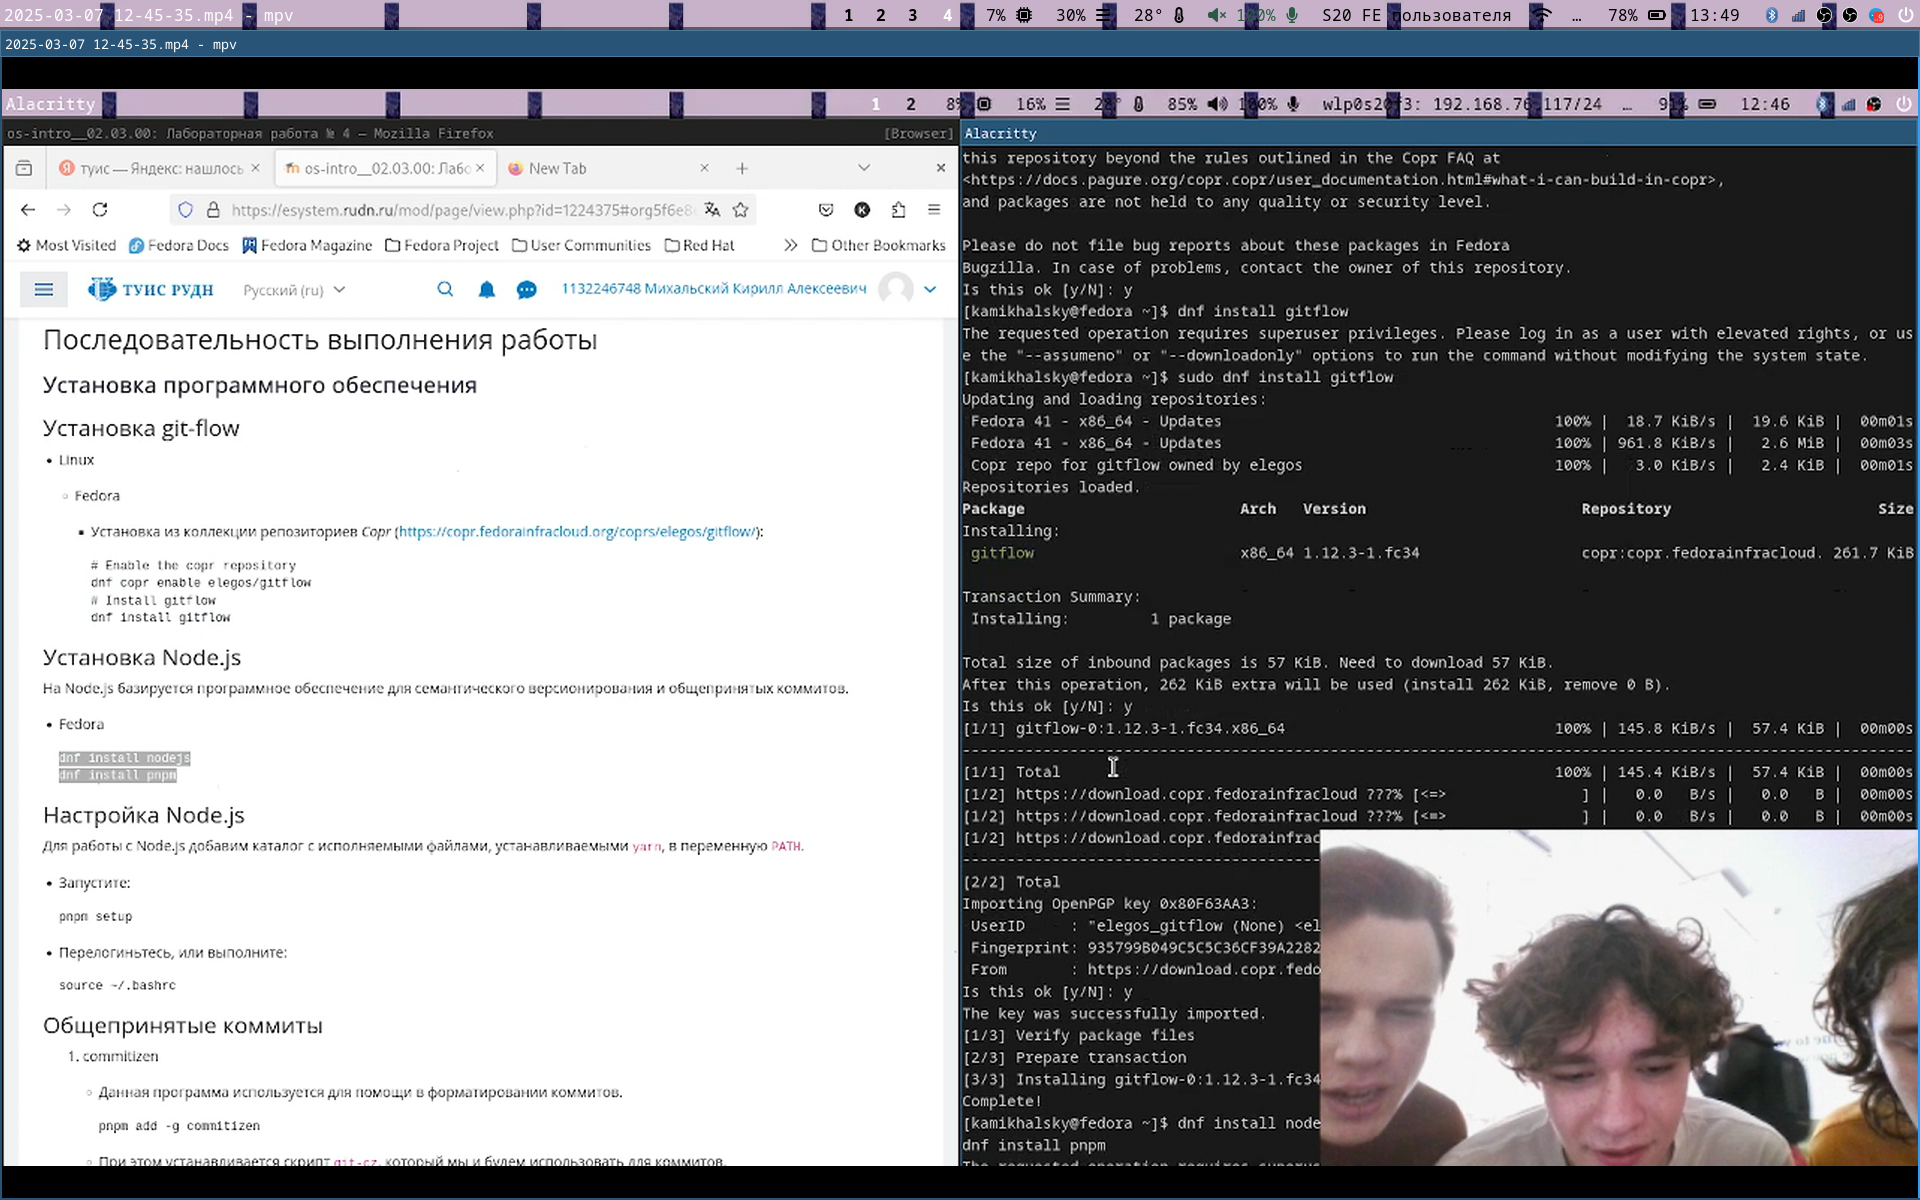 2025-03-07 12-45-35.mp4 - mpv
1 2 3 4 7% 30% 28° S20 FE пользователя … 78% 13:49
2025-03-07 12-45-35.mp4 - mpv
Alacritty
1 2 8% 16% 85% 100% wlp0s20f3: 192.168.76.117/24 … 12:46
os-intro__02.03.00: Лабораторная работа № 4 — Mozilla Firefox [Browser]
туис — Яндекс: нашлось
os-intro__02.03.00: Лабо
New Tab
https://esystem.rudn.ru/mod/page/view.php?id=1224375#org5f6e8
Most Visited Fedora Docs Fedora Magazine Fedora Project User Communities Red Hat Other Bookmarks
ТУИС РУДН Русский (ru) 1132246748 Михальский Кирилл Алексеевич
Последовательность выполнения работы
Установка программного обеспечения
Установка git-flow
• Linux
Fedora
Установка из коллекции репозиториев Copr (https://copr.fedorainfracloud.org/coprs/elegos/gitflow/):
# Enable the copr repository
dnf copr enable elegos/gitflow
# Install gitflow
dnf install gitflow
Установка Node.js
На Node.js базируется программное обеспечение для семантического версионирования и общепринятых коммитов.
• Fedora
dnf install nodejs
dnf install pnpm
Настройка Node.js
Для работы с Node.js добавим каталог с исполняемыми файлами, устанавливаемыми yarn, в переменную PATH.
• Запустите:
pnpm setup
• Перелогиньтесь, или выполните:
source ~/.bashrc
Общепринятые коммиты
1. commitizen
Данная программа используется для помощи в форматировании коммитов.
pnpm add -g commitizen
При этом устанавливается скрипт git-cz, который мы и будем использовать для коммитов.
Alacritty
this repository beyond the rules outlined in the Copr FAQ at
<https://docs.pagure.org/copr.copr/user_documentation.html#what-i-can-build-in-copr>,
and packages are not held to any quality or security level.
Please do not file bug reports about these packages in Fedora
Bugzilla. In case of problems, contact the owner of this repository.
Is this ok [y/N]: y
[kamikhalsky@fedora ~]$ dnf install gitflow
The requested operation requires superuser privileges. Please log in as a user with elevated rights, or us
e the "--assumeno" or "--downloadonly" options to run the command without modifying the system state.
[kamikhalsky@fedora ~]$ sudo dnf install gitflow
Updating and loading repositories:
Fedora 41 - x86_64 - Updates 100% | 18.7 KiB/s | 19.6 KiB | 00m01s
Fedora 41 - x86_64 - Updates 100% | 961.8 KiB/s | 2.6 MiB | 00m03s
Copr repo for gitflow owned by elegos 100% | 3.0 KiB/s | 2.4 KiB | 00m01s
Repositories loaded.
Package Arch Version Repository Size
Installing:
gitflow x86_64 1.12.3-1.fc34 copr:copr.fedorainfracloud. 261.7 KiB
Transaction Summary:
Installing: 1 package
Total size of inbound packages is 57 KiB. Need to download 57 KiB.
After this operation, 262 KiB extra will be used (install 262 KiB, remove 0 B).
Is this ok [y/N]: y
[1/1] gitflow-0:1.12.3-1.fc34.x86_64 100% | 145.8 KiB/s | 57.4 KiB | 00m00s
[1/1] Total 100% | 145.4 KiB/s | 57.4 KiB | 00m00s
[1/2] https://download.copr.fedorainfracloud ???% [<=> ] | 0.0 B/s | 0.0 B | 00m00s
[1/2] https://download.copr.fedorainfracloud ???% [<=> ] | 0.0 B/s | 0.0 B | 00m00s
[1/2] https://download.copr.fedorainfrac
[2/2] Total
Importing OpenPGP key 0x80F63AA3:
UserID : "elegos_gitflow (None) <el
Fingerprint: 935799B049C5C5C36CF39A2282
From : https://download.copr.fedo
Is this ok [y/N]: y
The key was successfully imported.
[1/3] Verify package files
[2/3] Prepare transaction
[3/3] Installing gitflow-0:1.12.3-1.fc34
Complete!
[kamikhalsky@fedora ~]$ dnf install node
dnf install pnpm